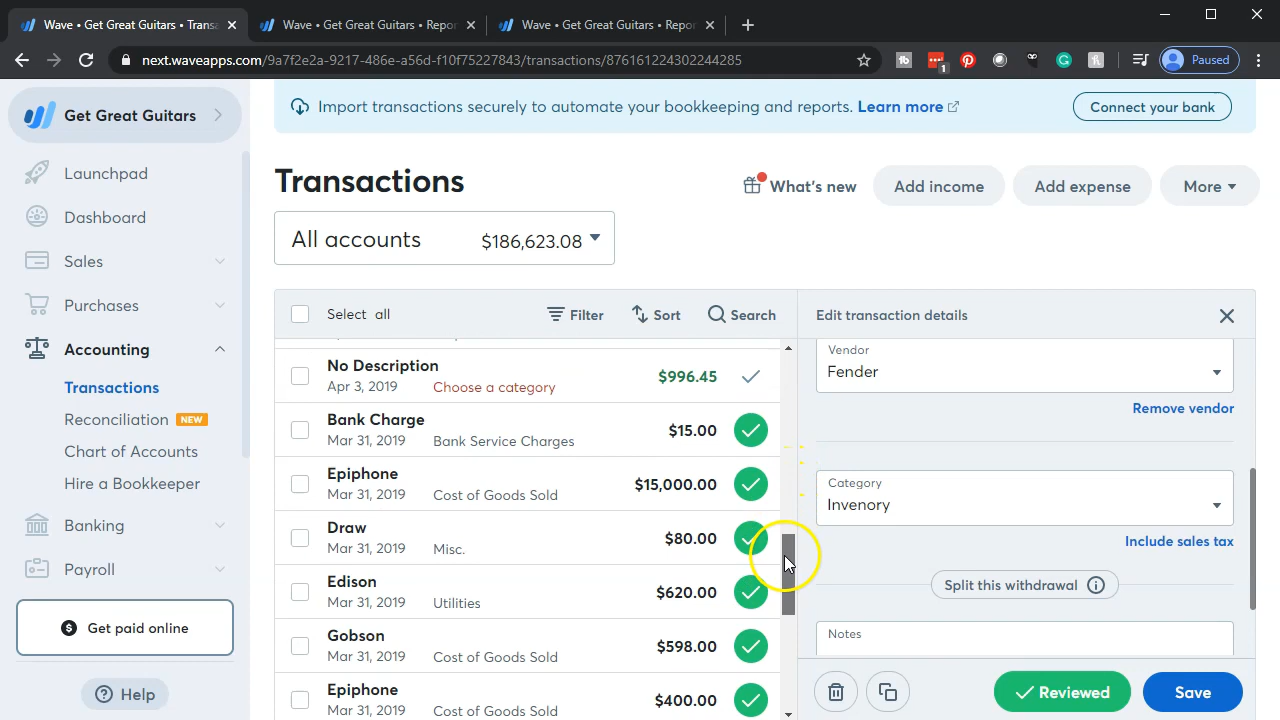 Wave • Get Great Guitars • Transa
Wave • Get Great Guitars • Repor
Wave • Get Great Guitars • Repor
next.waveapps.com/9a7f2e2a-9217-486e-a56d-f10f75227843/transactions/876161224302244285
1
Paused
Get Great Guitars
Launchpad
Dashboard
Sales
Purchases
Accounting
Transactions
Reconciliation NEW
Chart of Accounts
Hire a Bookkeeper
Banking
Payroll
Get paid online
Help
Import transactions securely to automate your bookkeeping and reports. Learn more
Connect your bank
Transactions
What's new
Add income
Add expense
More
All accounts $186,623.08
Select all
Filter
Sort
Search
No Description
Apr 3, 2019 Choose a category $996.45
Bank Charge
Mar 31, 2019 Bank Service Charges $15.00
Epiphone
Mar 31, 2019 Cost of Goods Sold $15,000.00
Draw
Mar 31, 2019 Misc. $80.00
Edison
Mar 31, 2019 Utilities $620.00
Gobson
Mar 31, 2019 Cost of Goods Sold $598.00
Epiphone
Mar 31, 2019 Cost of Goods Sold $400.00
Edit transaction details
Vendor
Fender
Remove vendor
Category
Invenory
Include sales tax
Split this withdrawal
Notes
Reviewed
Save